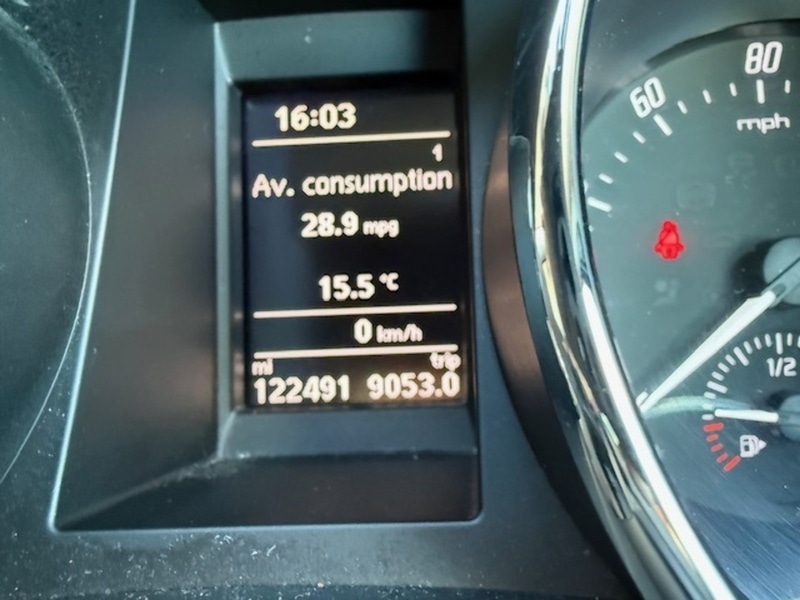 16:03
1
Av. consumption
28.9 mpg
15.5 °C
0 km/h
mi trip
122491 9053.0
60
80
mph
1/2